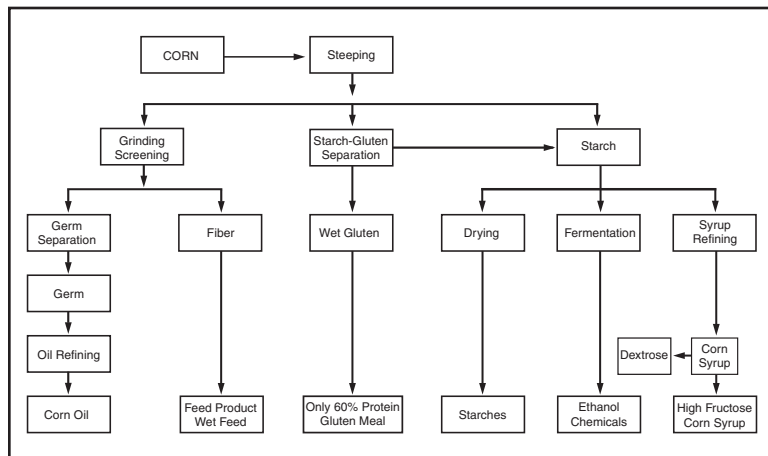 CORN
Steeping
Grinding
Screening
Starch-Gluten
Separation
Starch
Germ
Separation
Fiber
Wet Gluten
Drying
Fermentation
Syrup
Refining
Germ
Oil Refining
Dextrose
Corn
Syrup
Corn Oil
Feed Product
Wet Feed
Only 60% Protein
Gluten Meal
Starches
Ethanol
Chemicals
High Fructose
Corn Syrup